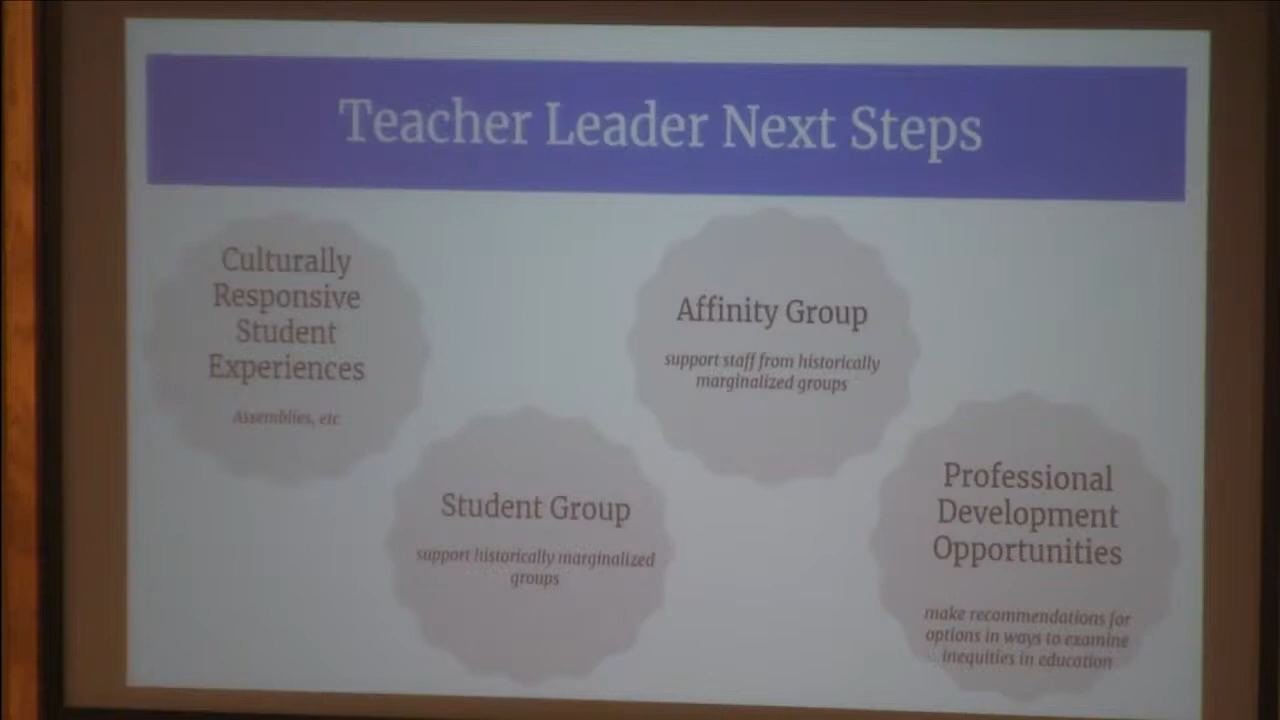 Teacher Leader Next Steps
Culturally
Responsive
Student
Experiences
Assemblies, etc
Student Group
support historically marginalized
groups
Affinity Group
support staff from historically
marginalized groups
Professional
Development
Opportunities
make recommendations for
options in ways to examine
inequities in education